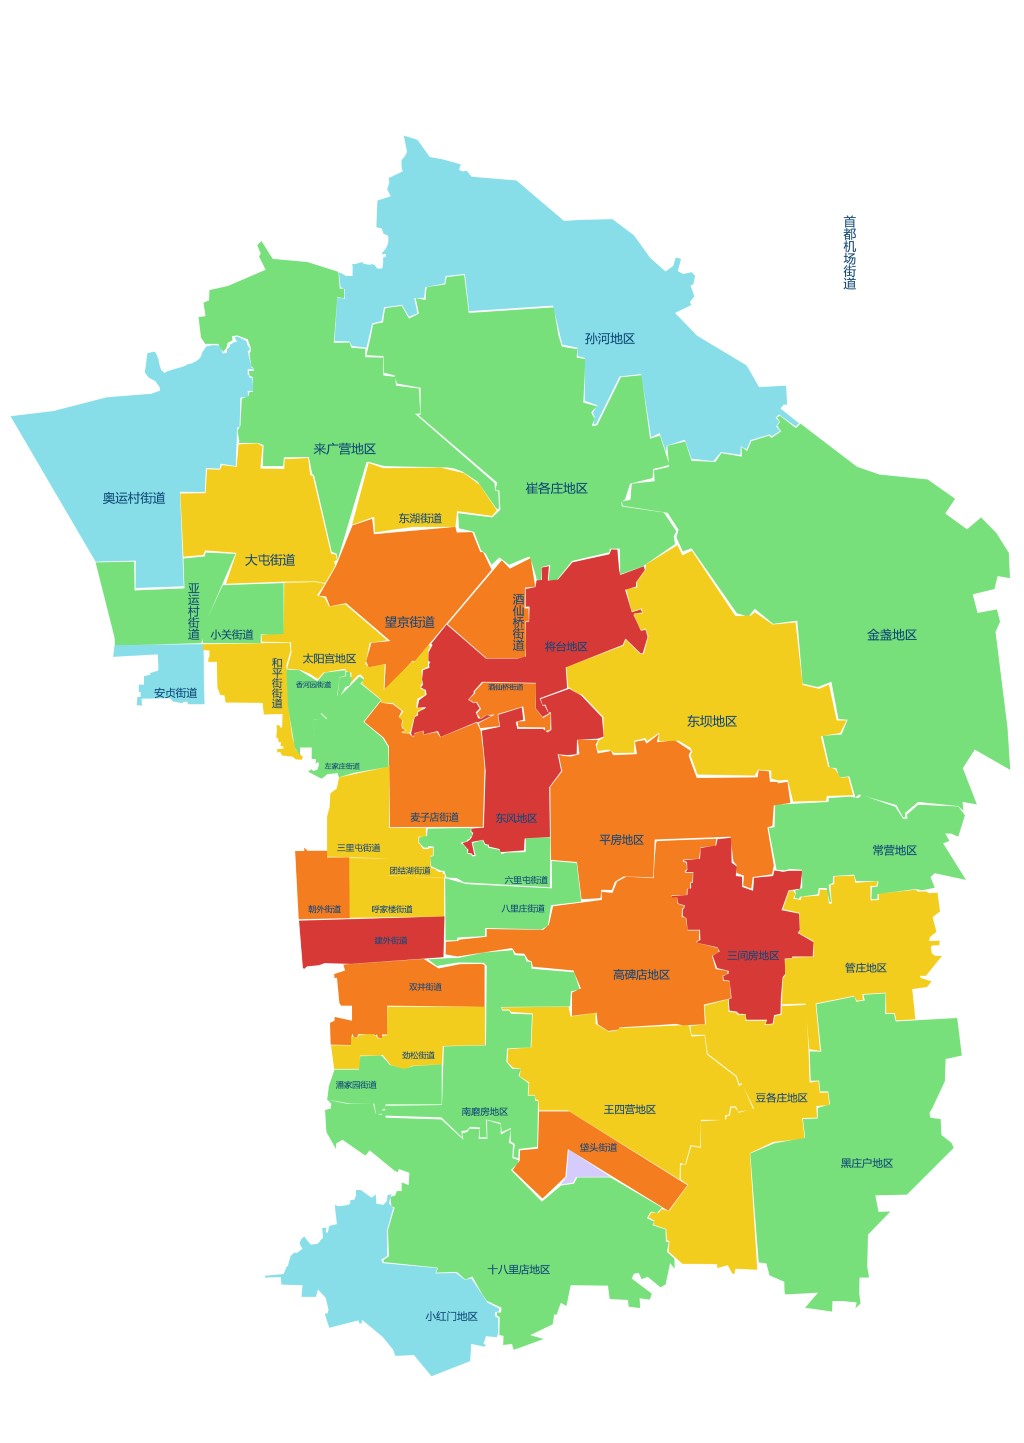 首都机场街道
孙河地区
来广营地区
崔各庄地区
奥运村街道
东湖街道
大屯街道
亚运村街道
酒仙桥街道
望京街道
小关街道
金盏地区
将台地区
太阳宫地区
和平街街道
安贞街道
香河园街道
酒仙桥街道
东坝地区
左家庄街道
麦子店街道
东风地区
平房地区
三里屯街道
常营地区
团结湖街道
六里屯街道
朝外街道
呼家楼街道
八里庄街道
建外街道
三间房地区
管庄地区
高碑店地区
双井街道
劲松街道
潘家园街道
豆各庄地区
南磨房地区
王四营地区
垡头街道
黑庄户地区
十八里店地区
小红门地区